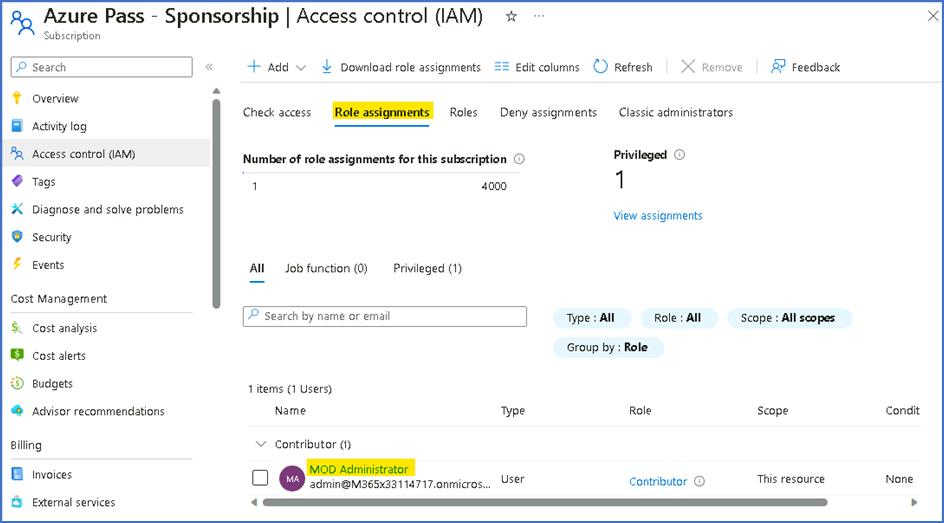 Azure Pass - Sponsorship | Access control (IAM)
Subscription
Search
Overview
Activity log
Access control (IAM)
Tags
Diagnose and solve problems
Security
Events
Cost Management
Cost analysis
Cost alerts
Budgets
Advisor recommendations
Billing
Invoices
External services
Add
Download role assignments
Edit columns
Refresh
Remove
Feedback
Check access
Role assignments
Roles
Deny assignments
Classic administrators
Number of role assignments for this subscription
1
4000
Privileged
1
View assignments
All
Job function (0)
Privileged (1)
Search by name or email
Type : All
Role : All
Scope : All scopes
Group by : Role
1 items (1 Users)
Name
Type
Role
Scope
Condit
Contributor (1)
MA
MOD Administrator
admin@M365x33114717.onmicros...
User
Contributor
This resource
None